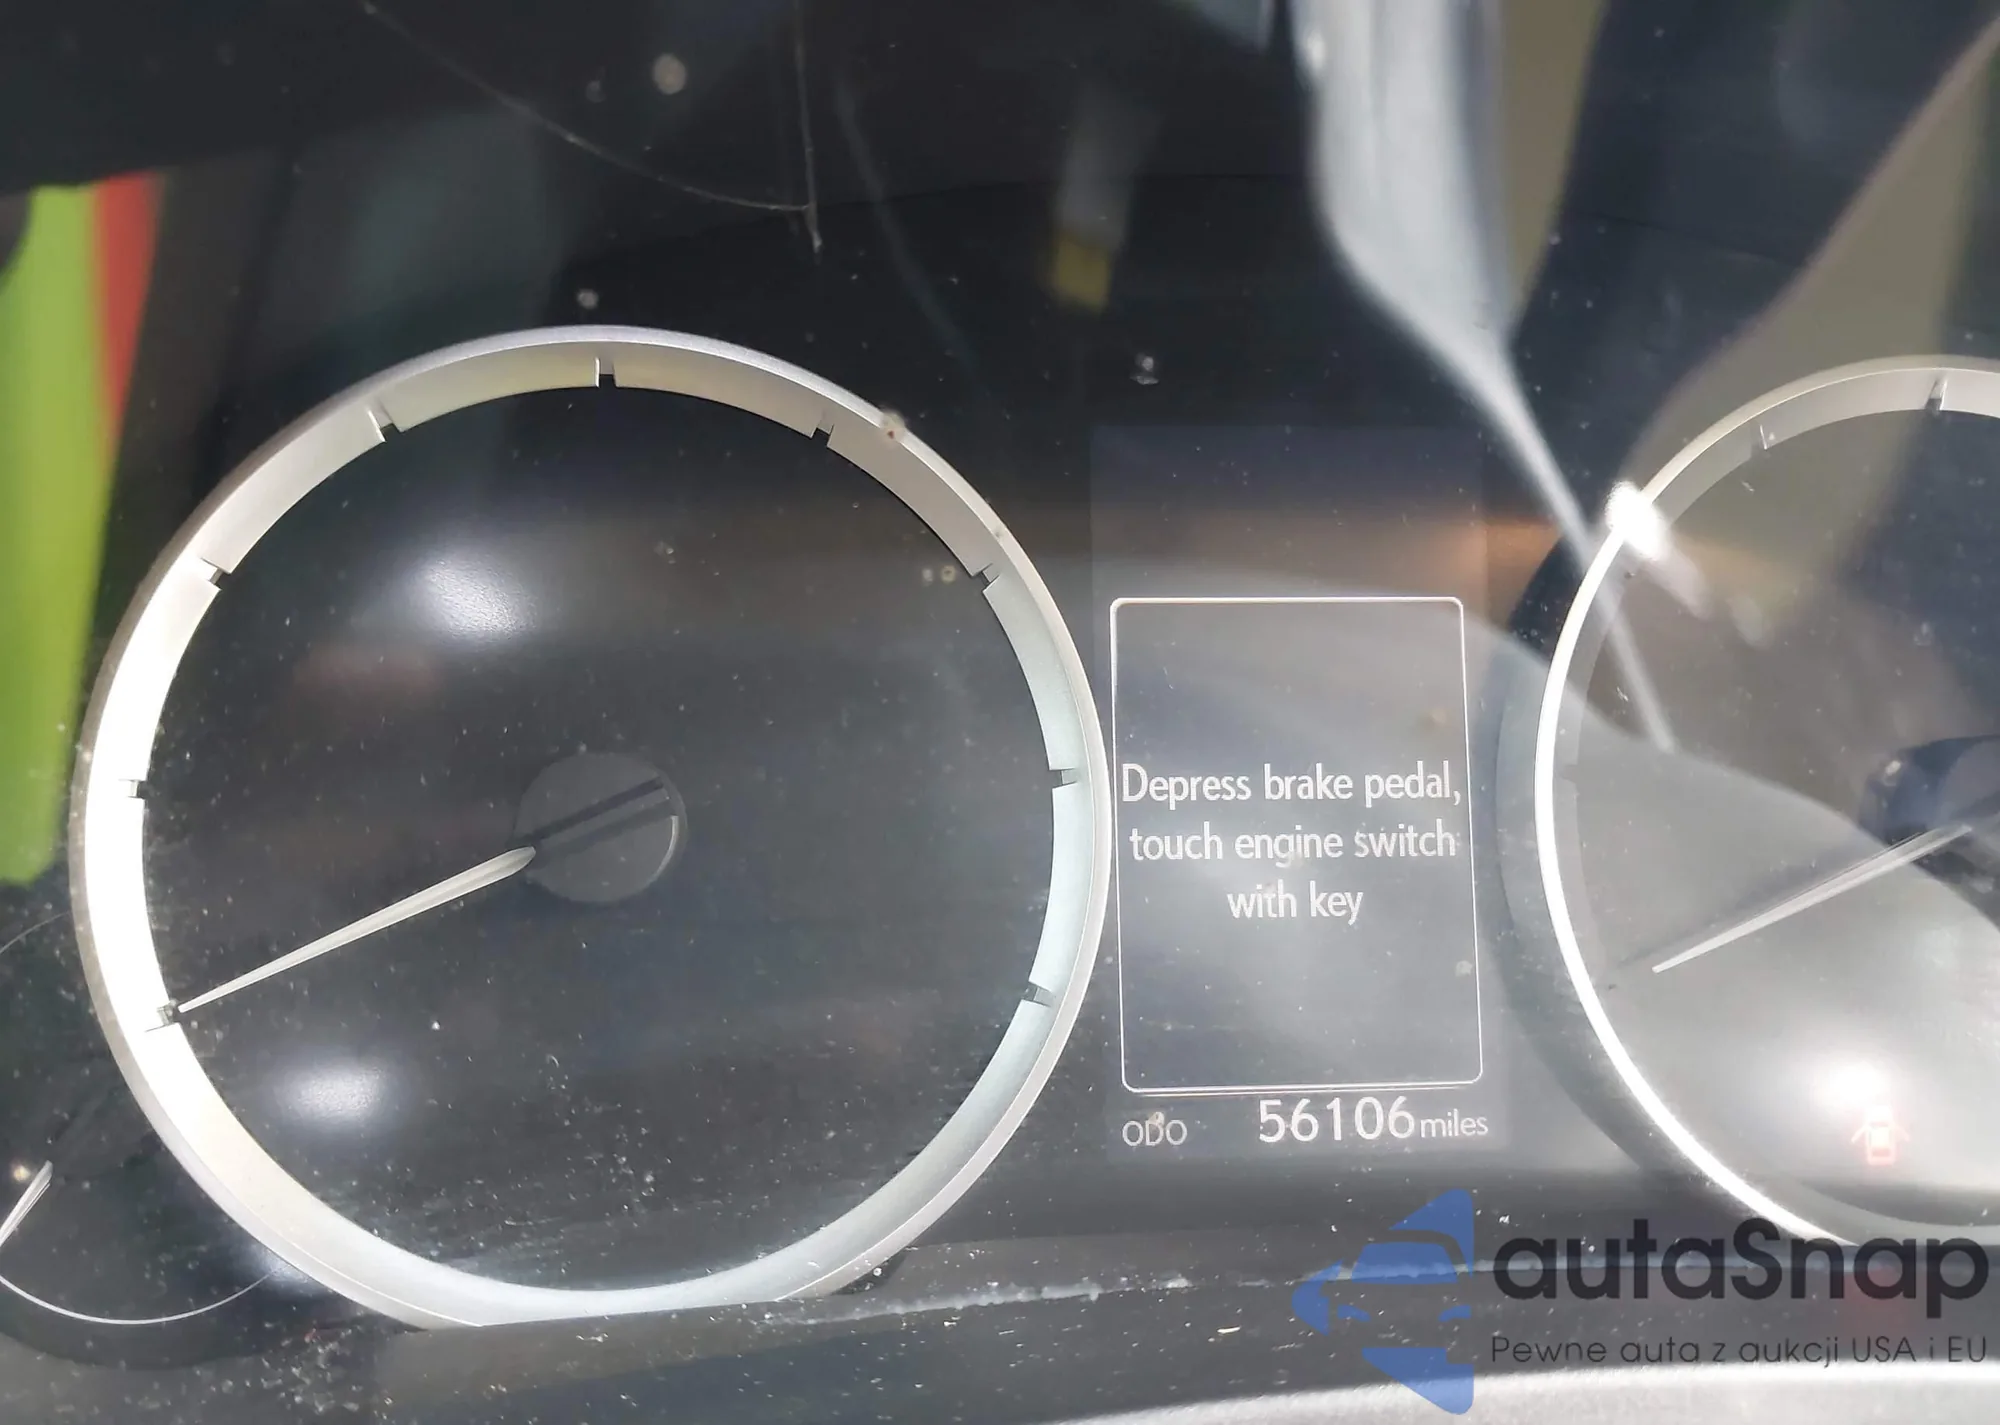 Depress brake pedal,
touch engine switch
with key
ODO 56106 miles
autaSnap
Pewne auta z aukcji USA i EU